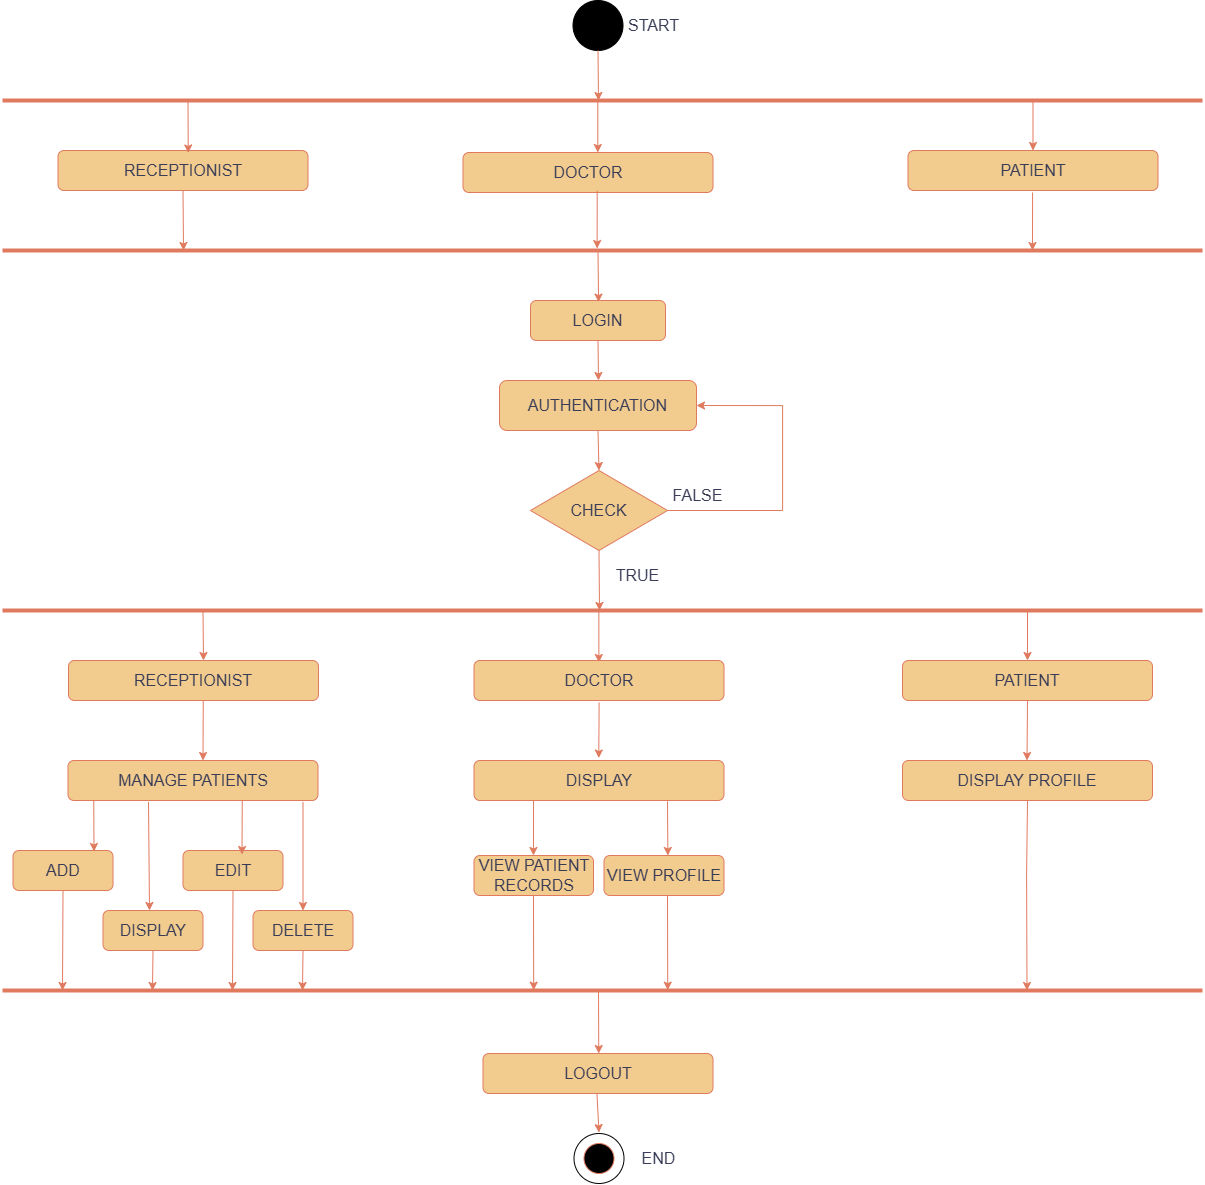 START
RECEPTIONIST
DOCTOR
PATIENT
LOGIN
AUTHENTICATION
FALSE
CHECK
TRUE
RECEPTIONIST
DOCTOR
PATIENT
MANAGE PATIENTS
DISPLAY
DISPLAY PROFILE
ADD
EDIT
VIEW PATIENT
RECORDS
VIEW PROFILE
DISPLAY
DELETE
LOGOUT
END